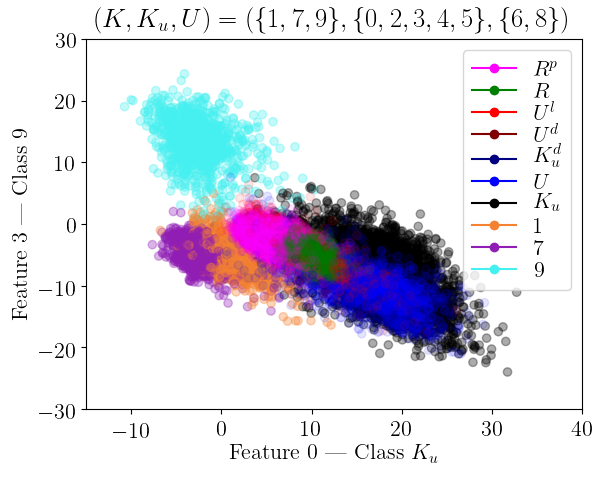 (K, K_u, U) = ({1, 7, 9}, {0, 2, 3, 4, 5}, {6, 8})
30
20
10
0
−10
−20
−30
Feature 3 — Class 9
R^p
R
U^l
U^d
K_u^d
U
K_u
1
7
9
−10
0
10
20
30
40
Feature 0 — Class K_u